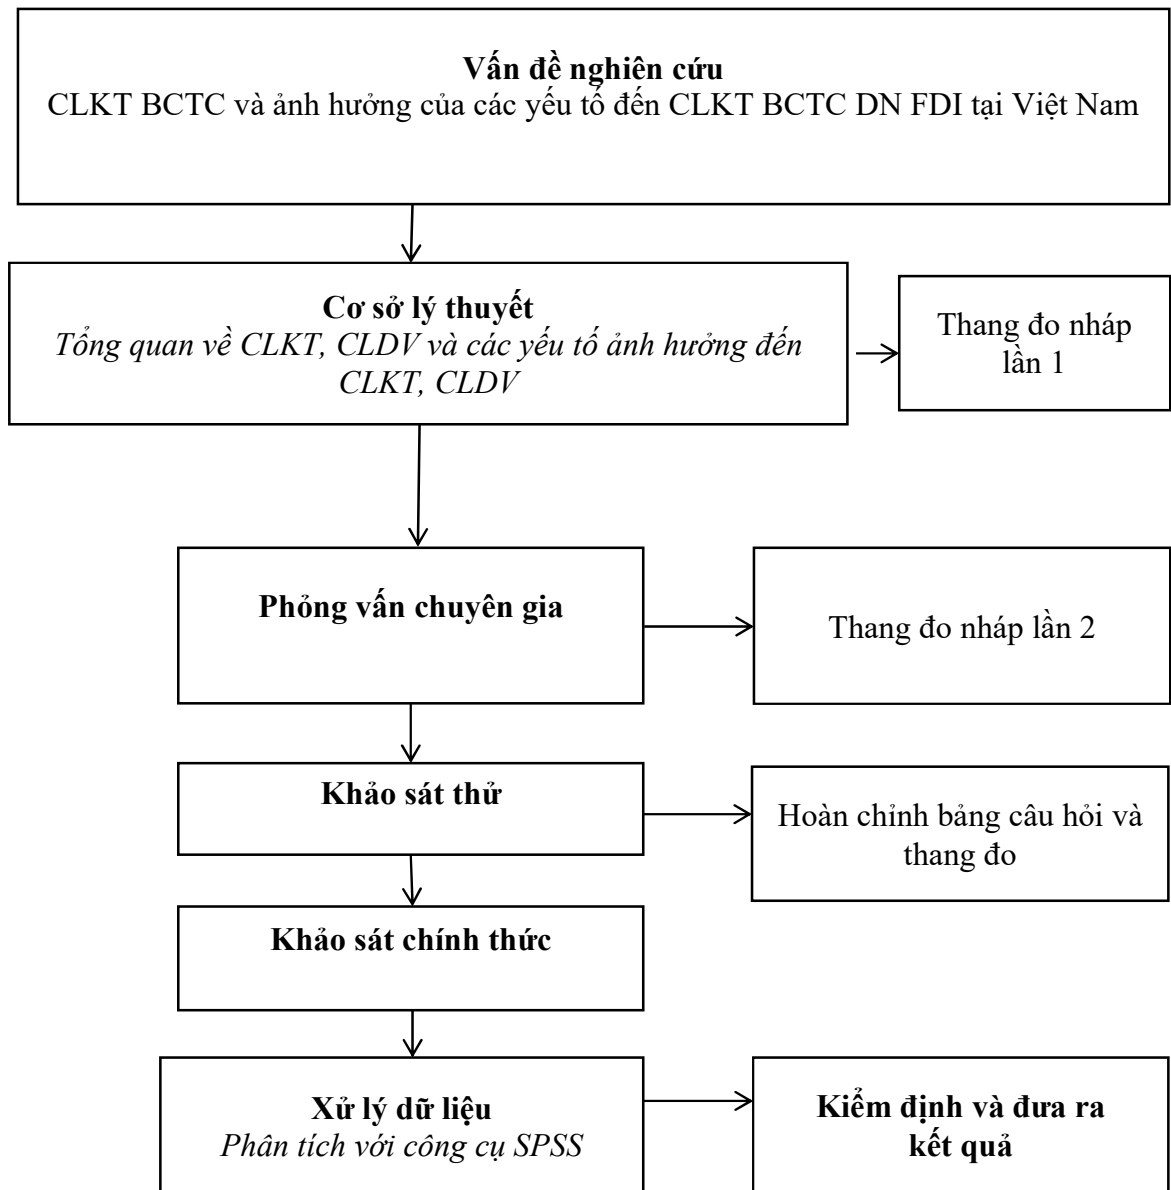 Vấn đề nghiên cứu
CLKT BCTC và ảnh hưởng của các yếu tố đến CLKT BCTC DN FDI tại Việt Nam
Cơ sở lý thuyết
Tổng quan về CLKT, CLDV và các yếu tố ảnh hưởng đến
CLKT, CLDV
Thang đo nháp
lần 1
Phỏng vấn chuyên gia
Thang đo nháp lần 2
Khảo sát thử
Hoàn chỉnh bảng câu hỏi và
thang đo
Khảo sát chính thức
Xử lý dữ liệu
Phân tích với công cụ SPSS
Kiểm định và đưa ra
kết quả